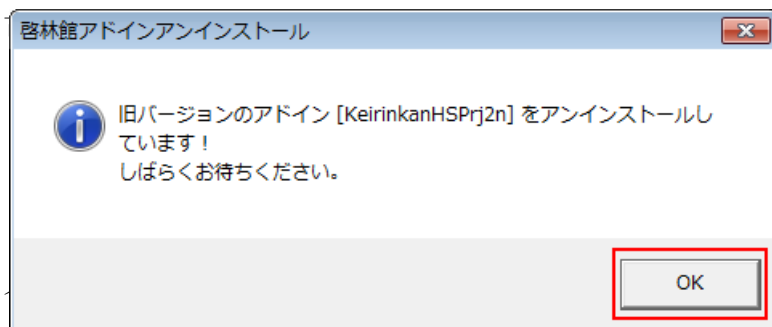 啓林館アドインアンインストール
旧バージョンのアドイン [KeirinkanHSPrj2n] をアンインストールし
ています！
しばらくお待ちください。
OK